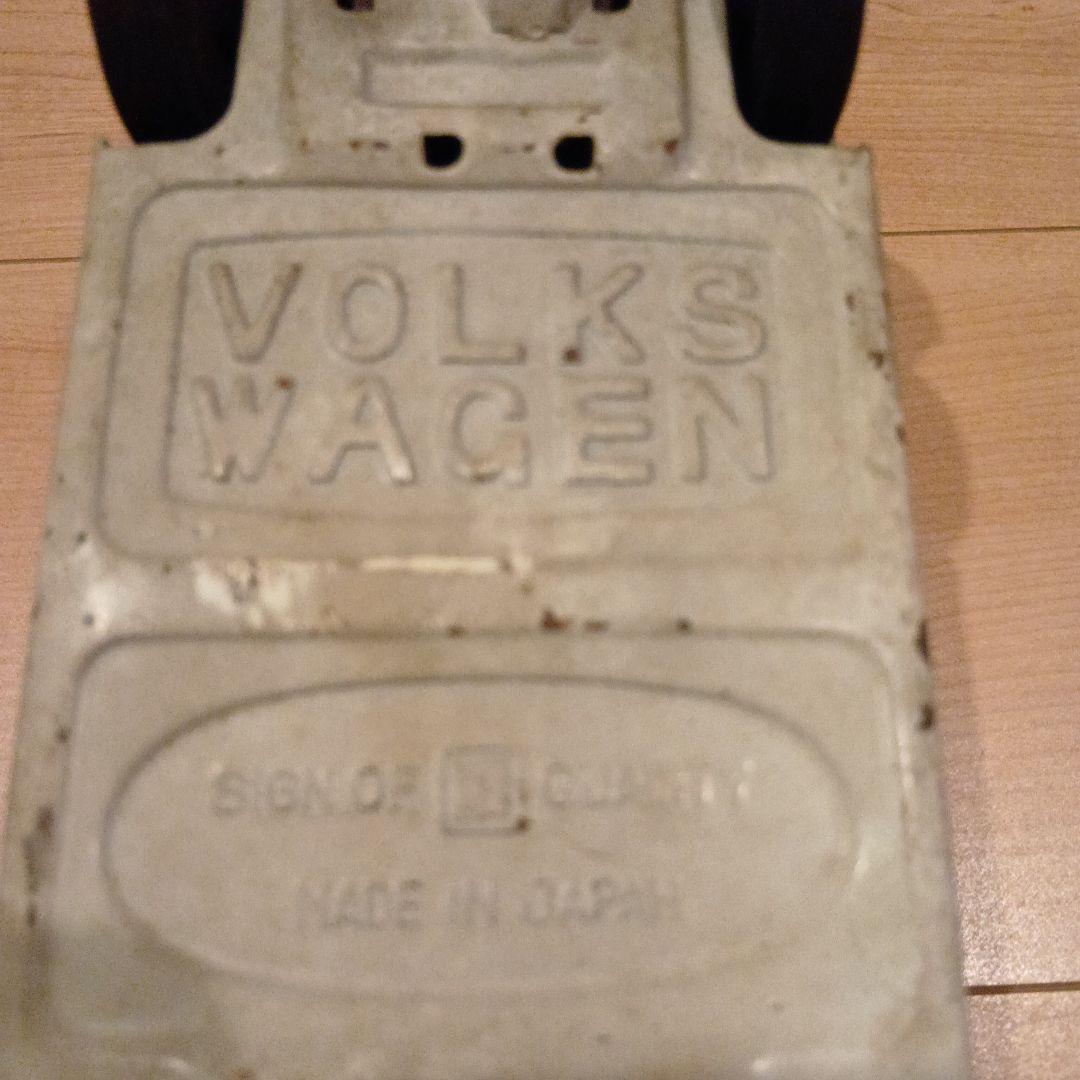 VOLKS
WAGEN
SIGN OF QUALITY
MADE IN JAPAN